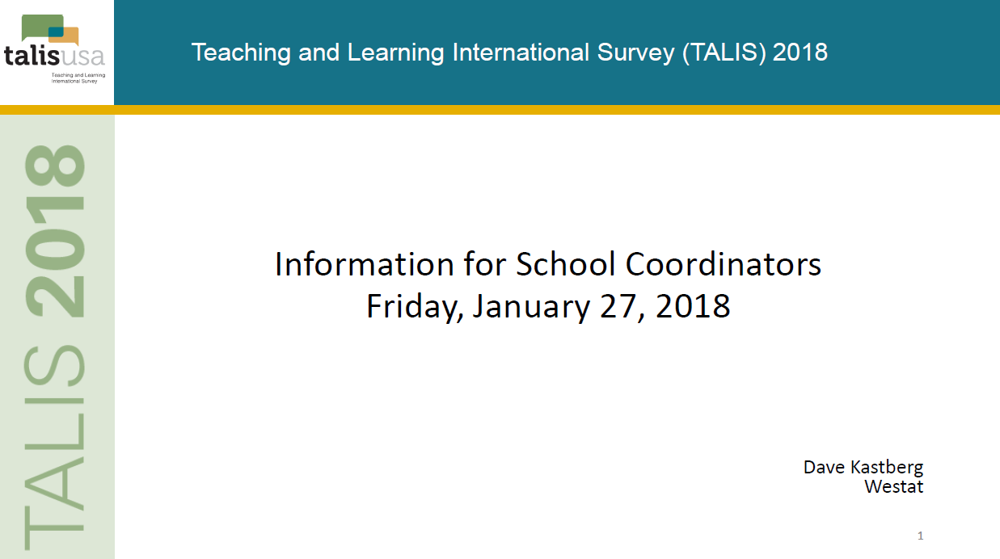 talisusa
Teaching and Learning
International Survey
Teaching and Learning International Survey (TALIS) 2018
TALIS 2018
Information for School Coordinators
Friday, January 27, 2018
Dave Kastberg
Westat
1